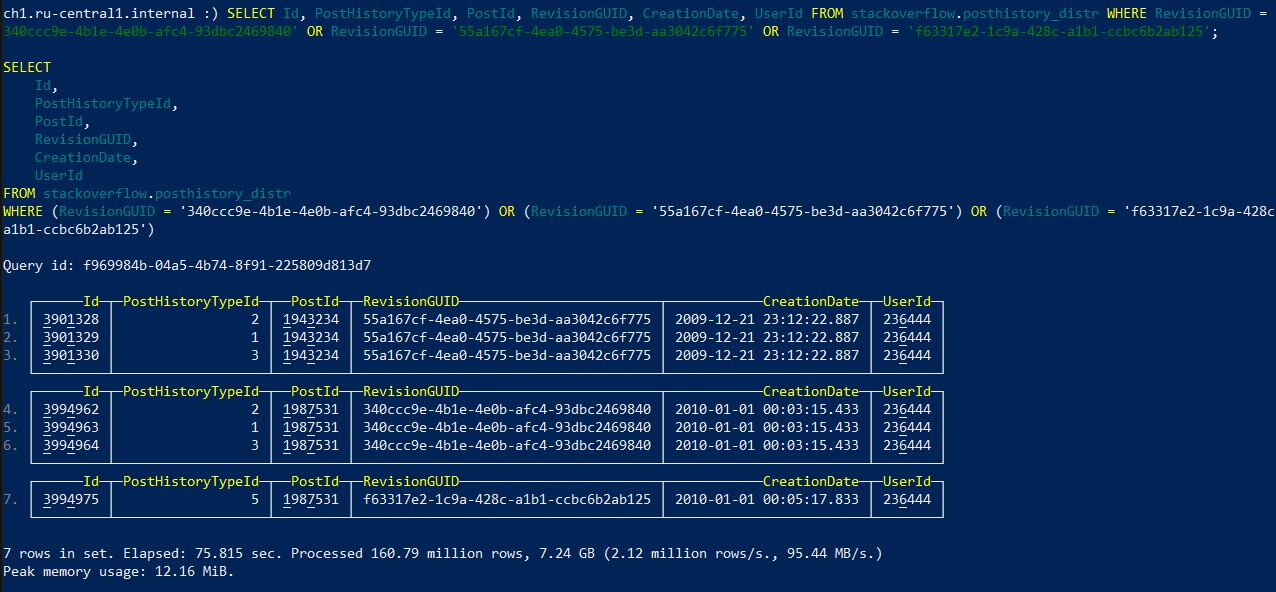 ch1.ru-central1.internal :) SELECT Id, PostHistoryTypeId, PostId, RevisionGUID, CreationDate, UserId FROM stackoverflow.posthistory_distr WHERE RevisionGUID =
340ccc9e-4b1e-4e0b-afc4-93dbc2469840' OR RevisionGUID = '55a167cf-4ea0-4575-be3d-aa3042c6f775' OR RevisionGUID = 'f63317e2-1c9a-428c-a1b1-ccbc6b2ab125';
SELECT
Id,
PostHistoryTypeId,
PostId,
RevisionGUID,
CreationDate,
UserId
FROM stackoverflow.posthistory_distr
WHERE (RevisionGUID = '340ccc9e-4b1e-4e0b-afc4-93dbc2469840') OR (RevisionGUID = '55a167cf-4ea0-4575-be3d-aa3042c6f775') OR (RevisionGUID = 'f63317e2-1c9a-428c
a1b1-ccbc6b2ab125')
Query id: f969984b-04a5-4b74-8f91-225809d813d7
Id PostHistoryTypeId PostId RevisionGUID CreationDate UserId
1. 3901328 2 1943234 55a167cf-4ea0-4575-be3d-aa3042c6f775 2009-12-21 23:12:22.887 236444
2. 3901329 1 1943234 55a167cf-4ea0-4575-be3d-aa3042c6f775 2009-12-21 23:12:22.887 236444
3. 3901330 3 1943234 55a167cf-4ea0-4575-be3d-aa3042c6f775 2009-12-21 23:12:22.887 236444
Id PostHistoryTypeId PostId RevisionGUID CreationDate UserId
4. 3994962 2 1987531 340ccc9e-4b1e-4e0b-afc4-93dbc2469840 2010-01-01 00:03:15.433 236444
5. 3994963 1 1987531 340ccc9e-4b1e-4e0b-afc4-93dbc2469840 2010-01-01 00:03:15.433 236444
6. 3994964 3 1987531 340ccc9e-4b1e-4e0b-afc4-93dbc2469840 2010-01-01 00:03:15.433 236444
Id PostHistoryTypeId PostId RevisionGUID CreationDate UserId
7. 3994975 5 1987531 f63317e2-1c9a-428c-a1b1-ccbc6b2ab125 2010-01-01 00:05:17.833 236444
7 rows in set. Elapsed: 75.815 sec. Processed 160.79 million rows, 7.24 GB (2.12 million rows/s., 95.44 MB/s.)
Peak memory usage: 12.16 MiB.